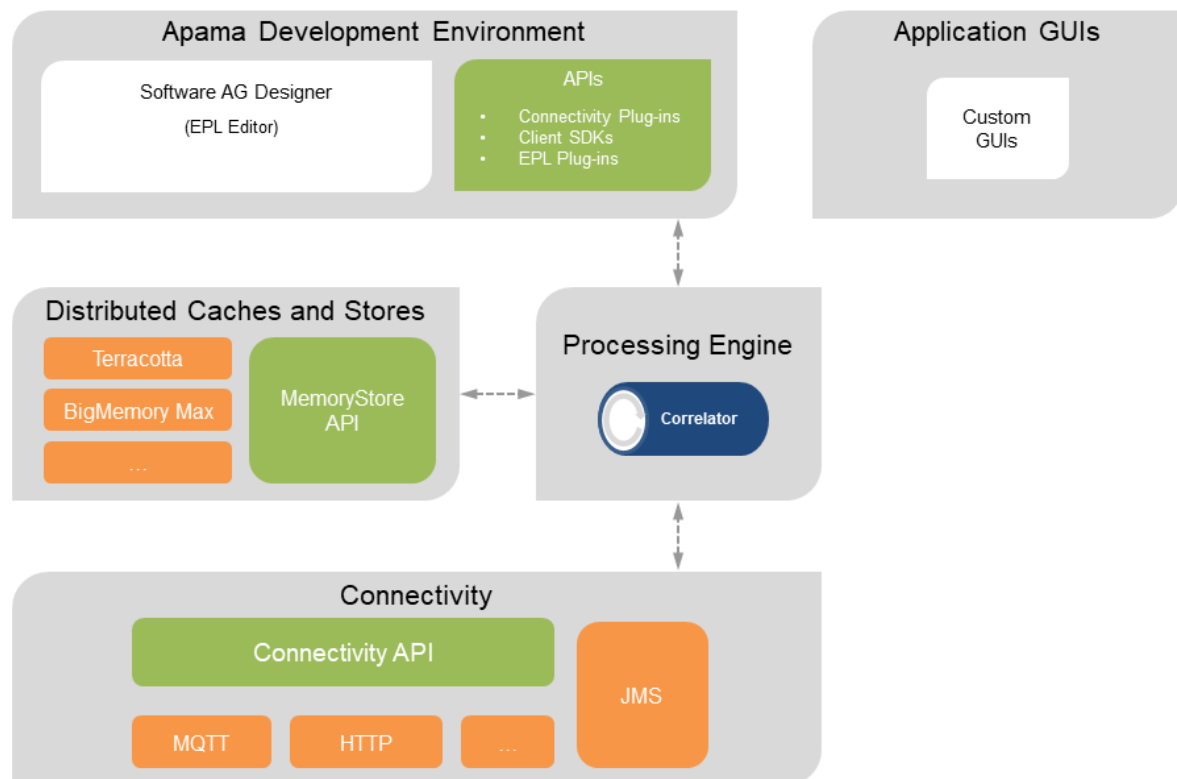 Apama Development Environment
Software AG Designer
(EPL Editor)
APIs
• Connectivity Plug-ins
• Client SDKs
• EPL Plug-ins
Application GUIs
Custom
GUIs
Distributed Caches and Stores
Terracotta
BigMemory Max
...
MemoryStore
API
Processing Engine
Correlator
Connectivity
Connectivity API
MQTT
HTTP
...
JMS